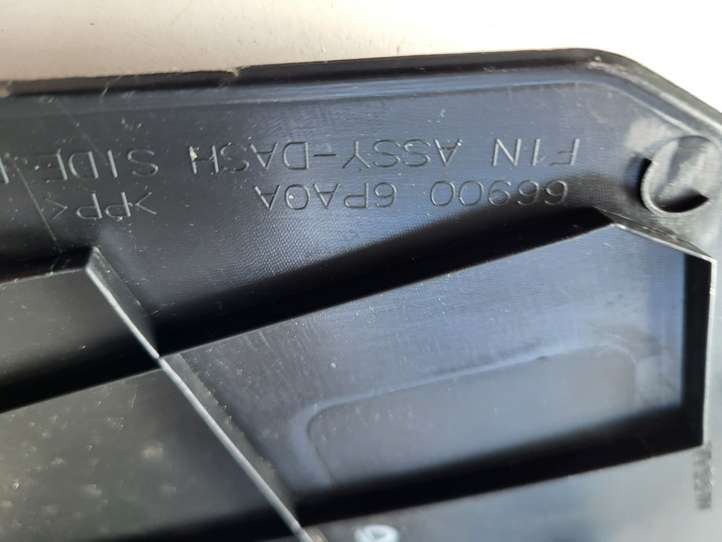 FIN ASSY-DASH SIDE
66900 6PA0A >PP<